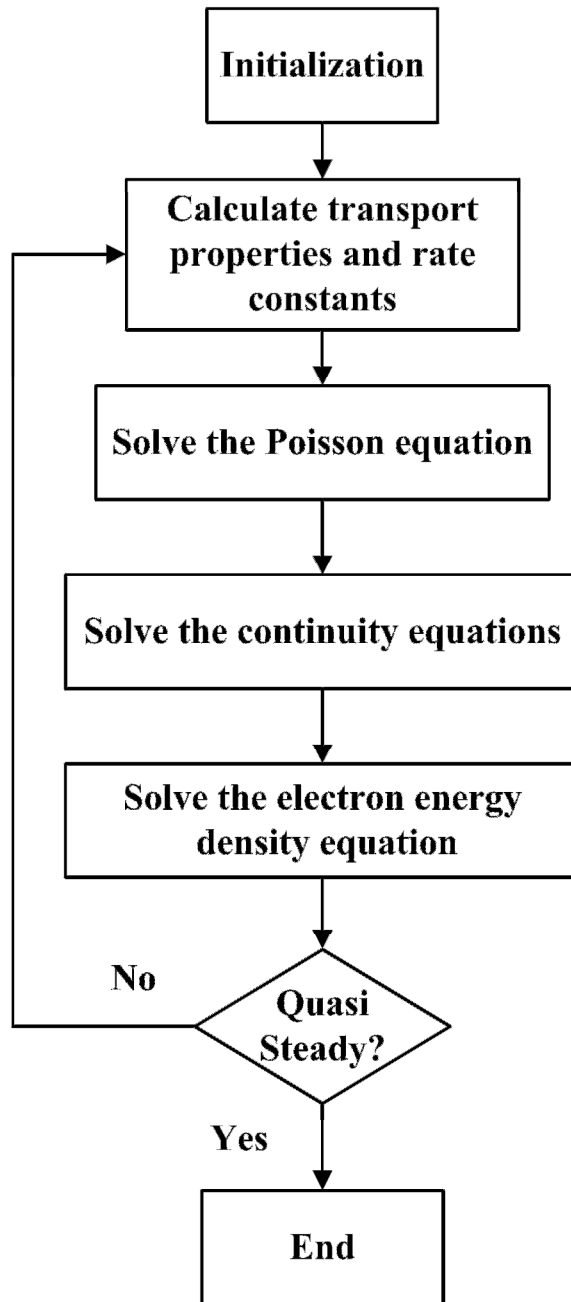 Initialization
Calculate transport
properties and rate
constants
Solve the Poisson equation
Solve the continuity equations
Solve the electron energy
density equation
No
Quasi
Steady?
Yes
End